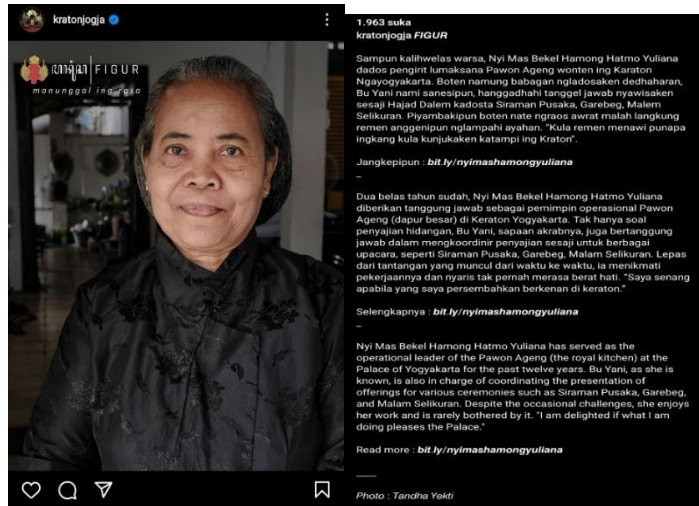 kratonjogja
FIGUR
manunggal ing rasa
1.963 suka
kratonjogja FIGUR
Sampun kalihwelas warsa, Nyi Mas Bekel Hamong Hatmo Yuliana
dados pengirit lumaksana Pawon Ageng wonten ing Karaton
Ngayogyakarta. Boten namung babagan ngladosaken dedhaharan,
Bu Yani nami sanesipun, hanggadhahi tanggel jawab nyawisaken
sesaji Hajad Dalem kadosta Siraman Pusaka, Garebeg, Malem
Selikuran. Piyambakipun boten nate ngraos awrat malah langkung
remen anggenipun nglampahi ayahan. "Kula remen menawi punapa
ingkang kula kunjukaken katampi ing Kraton".
Jangkepipun : bit.ly/nyimashamongyuliana
–
Dua belas tahun sudah, Nyi Mas Bekel Hamong Hatmo Yuliana
diberikan tanggung jawab sebagai pemimpin operasional Pawon
Ageng (dapur besar) di Keraton Yogyakarta. Tak hanya soal
penyajian hidangan, Bu Yani, sapaan akrabnya, juga bertanggung
jawab dalam mengkoordinir penyajian sesaji untuk berbagai
upacara, seperti Siraman Pusaka, Garebeg, Malam Selikuran. Lepas
dari tantangan yang muncul dari waktu ke waktu, ia menikmati
pekerjaannya dan nyaris tak pernah merasa berat hati. "Saya senang
apabila yang saya persembahkan berkenan di keraton."
Selengkapnya : bit.ly/nyimashamongyuliana
–
Nyi Mas Bekel Hamong Hatmo Yuliana has served as the
operational leader of the Pawon Ageng (the royal kitchen) at the
Palace of Yogyakarta for the past twelve years. Bu Yani, as she is
known, is also in charge of coordinating the presentation of
offerings for various ceremonies such as Siraman Pusaka, Garebeg,
and Malam Selikuran. Despite the occasional challenges, she enjoys
her work and is rarely bothered by it. "I am delighted if what I am
doing pleases the Palace."
Read more : bit.ly/nyimashamongyuliana
___
Photo : Tandha Yekti